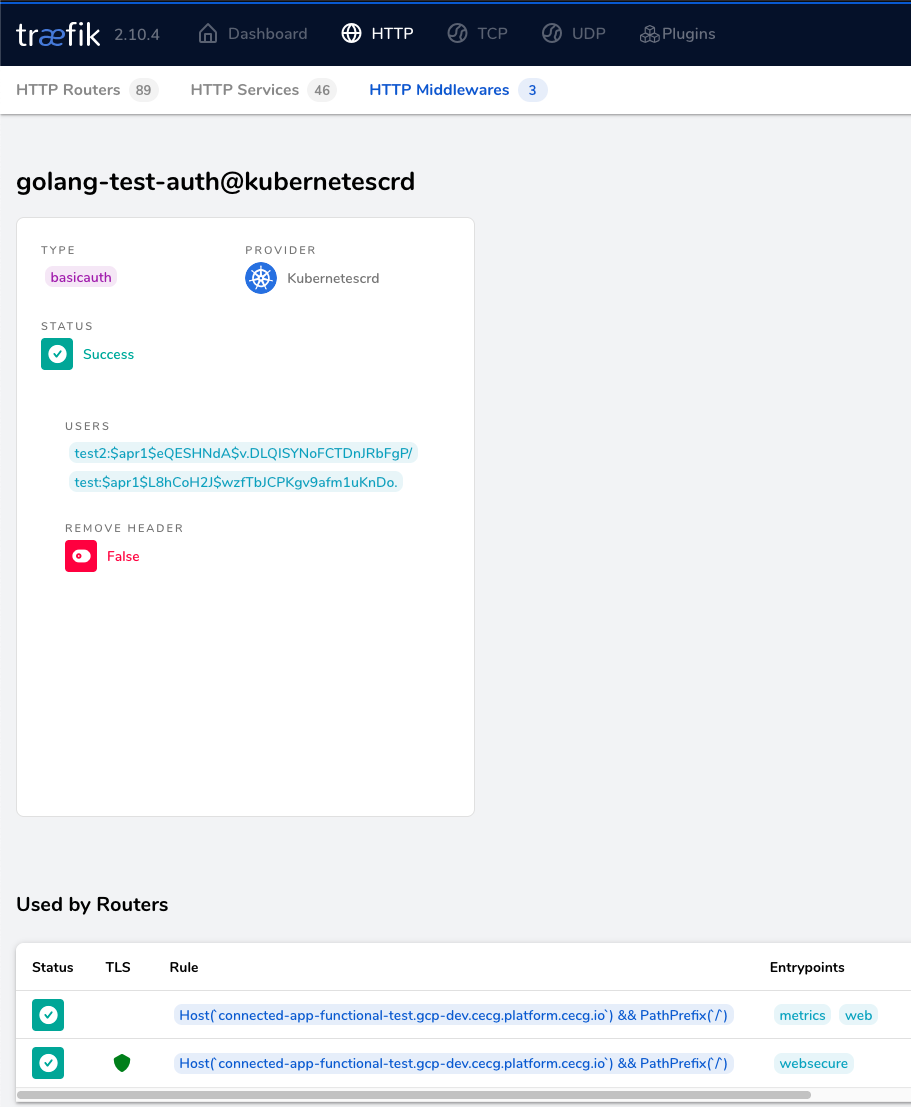 træfik 2.10.4 Dashboard HTTP TCP UDP Plugins
HTTP Routers 89 HTTP Services 46 HTTP Middlewares 3
golang-test-auth@kubernetescrd
TYPE PROVIDER
basicauth Kubernetescrd
STATUS
Success
USERS
test2:$apr1$eQESHNdA$v.DLQISYNoFCTDnJRbFgP/
test:$apr1$L8hCoH2J$wzfTbJCPKgv9afm1uKnDo.
REMOVE HEADER
False
Used by Routers
Status TLS Rule Entrypoints
Host(`connected-app-functional-test.gcp-dev.cecg.platform.cecg.io`) && PathPrefix(`/`) metrics web
Host(`connected-app-functional-test.gcp-dev.cecg.platform.cecg.io`) && PathPrefix(`/`) websecure